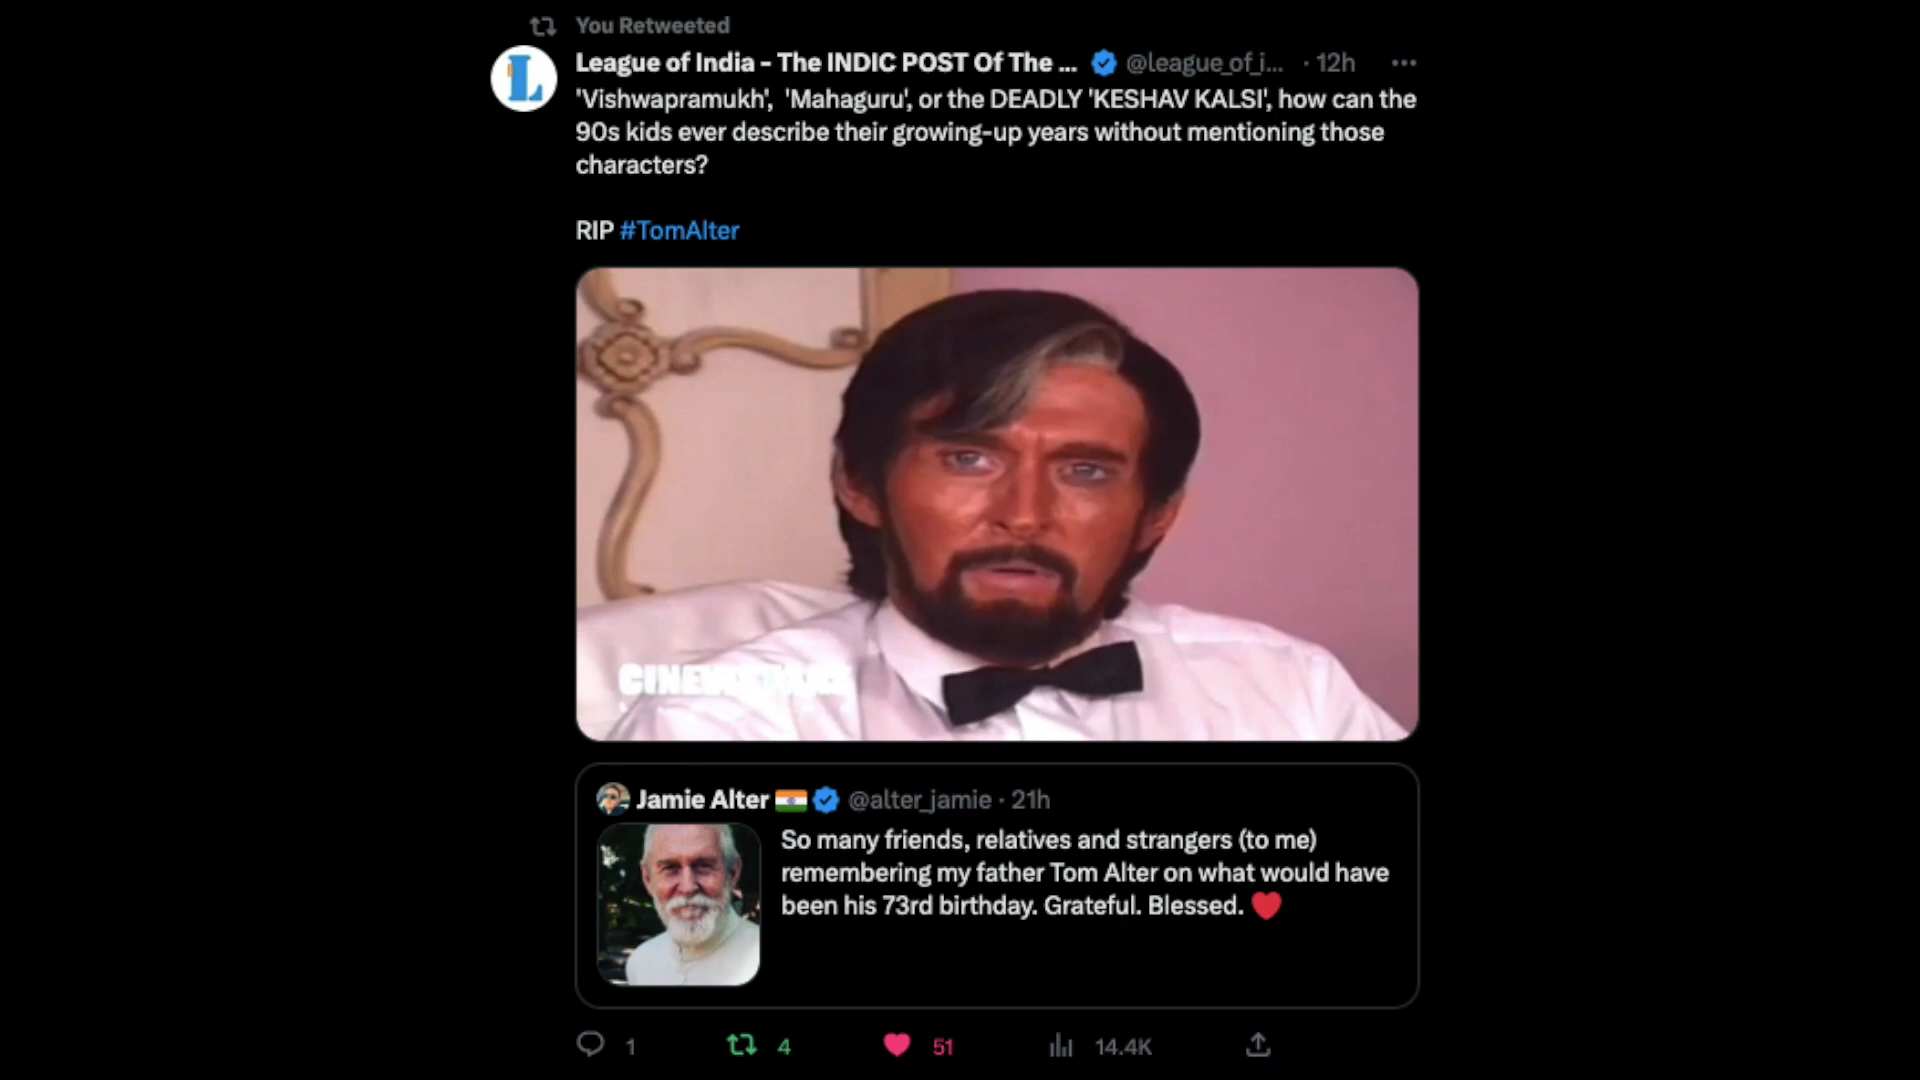 You Retweeted
League of India - The INDIC POST Of The ... @league_of_i... · 12h
'Vishwapramukh', 'Mahaguru', or the DEADLY 'KESHAV KALSI', how can the
90s kids ever describe their growing-up years without mentioning those
characters?
RIP #TomAlter
Jamie Alter @alter_jamie · 21h
So many friends, relatives and strangers (to me)
remembering my father Tom Alter on what would have
been his 73rd birthday. Grateful. Blessed. ❤️
1 4 51 14.4K